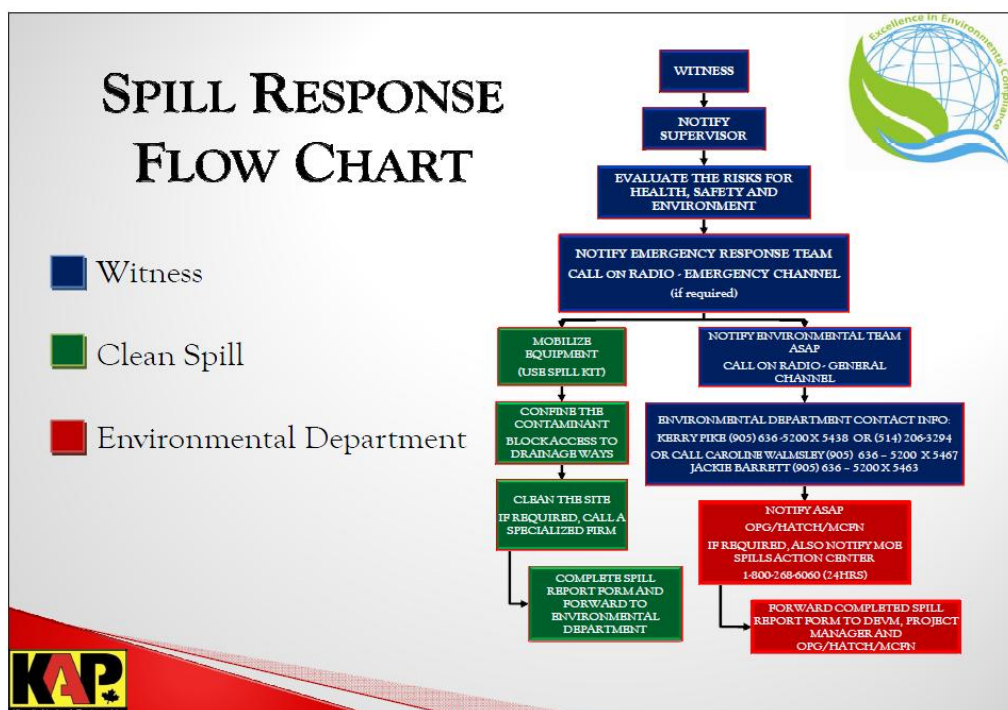 SPILL RESPONSE
FLOW CHART
Witness
Clean Spill
Environmental Department
Excellence in Environmental Compliance
WITNESS
NOTIFY
SUPERVISOR
EVALUATE THE RISKS FOR
HEALTH, SAFETY AND
ENVIRONMENT
NOTIFY EMERGENCY RESPONSE TEAM
CALL ON RADIO - EMERGENCY CHANNEL
(if required)
MOBILIZE
EQUIPMENT
(USE SPILL KIT)
CONFINE THE
CONTAMINANT
BLOCK ACCESS TO
DRAINAGE WAYS
CLEAN THE SITE
IF REQUIRED, CALL A
SPECIALIZED FIRM
COMPLETE SPILL
REPORT FORM AND
FORWARD TO
ENVIRONMENTAL
DEPARTMENT
NOTIFY ENVIRONMENTAL TEAM
ASAP
CALL ON RADIO - GENERAL
CHANNEL
ENVIRONMENTAL DEPARTMENT CONTACT INFO:
KERRY PIKE (905) 636-5200 X 5438 OR (514) 206-3294
OR CALL CAROLINE WALMSLEY (905) 636 – 5200 X 5467
JACKIE BARRETT (905) 636 – 5200 X 5463
NOTIFY ASAP
OPG/HATCH/MCFN
IF REQUIRED, ALSO NOTIFY MOE
SPILLS ACTION CENTER
1-800-268-6060 (24HRS)
FORWARD COMPLETED SPILL
REPORT FORM TO DEVM, PROJECT
MANAGER AND
OPG/HATCH/MCFN
KAP